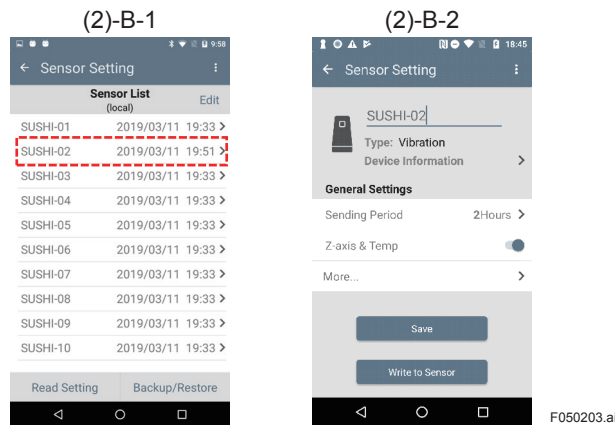 (2)-B-1
9:58
Sensor Setting
Sensor List
(local)
Edit
SUSHI-01 2019/03/11 19:33
SUSHI-02 2019/03/11 19:51
SUSHI-03 2019/03/11 19:33
SUSHI-04 2019/03/11 19:33
SUSHI-05 2019/03/11 19:33
SUSHI-06 2019/03/11 19:33
SUSHI-07 2019/03/11 19:33
SUSHI-08 2019/03/11 19:33
SUSHI-09 2019/03/11 19:33
SUSHI-10 2019/03/11 19:33
Read Setting Backup/Restore
(2)-B-2
18:45
Sensor Setting
SUSHI-02
Type: Vibration
Device Information
General Settings
Sending Period 2Hours
Z-axis & Temp
More...
Save
Write to Sensor
F050203.ai